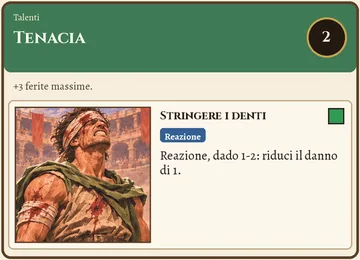 Talenti
Tenacia
2
+3 ferite massime.
Stringere i denti
Reazione
Reazione, dado 1-2: riduci il danno
di 1.